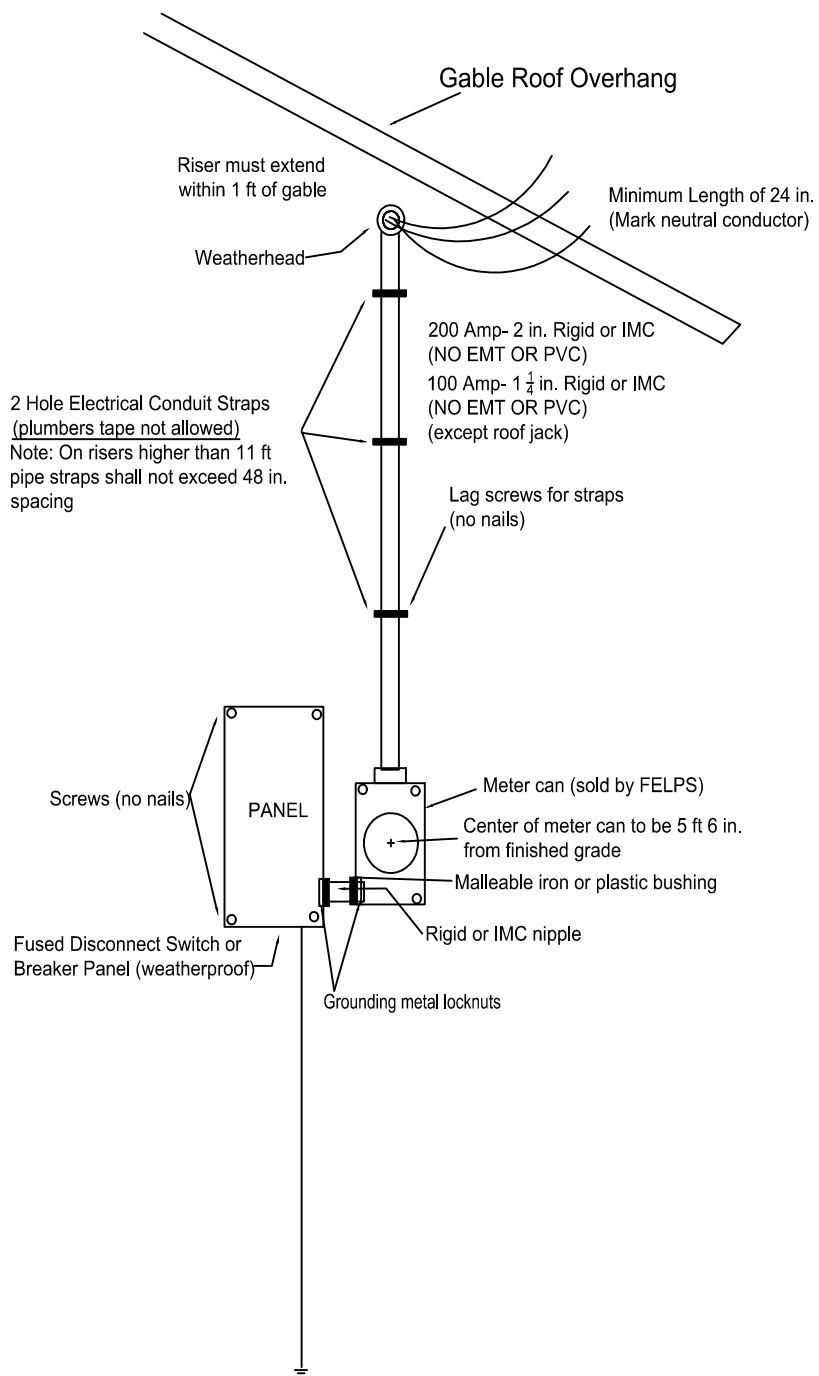 Gable Roof Overhang
Riser must extend
within 1 ft of gable
Minimum Length of 24 in.
(Mark neutral conductor)
Weatherhead
200 Amp- 2 in. Rigid or IMC
(NO EMT OR PVC)
100 Amp- 1 1/4 in. Rigid or IMC
(NO EMT OR PVC)
(except roof jack)
2 Hole Electrical Conduit Straps
(plumbers tape not allowed)
Note: On risers higher than 11 ft
pipe straps shall not exceed 48 in.
spacing
Lag screws for straps
(no nails)
Screws (no nails)
PANEL
Meter can (sold by FELPS)
Center of meter can to be 5 ft 6 in.
from finished grade
Malleable iron or plastic bushing
Rigid or IMC nipple
Fused Disconnect Switch or
Breaker Panel (weatherproof)
Grounding metal locknuts